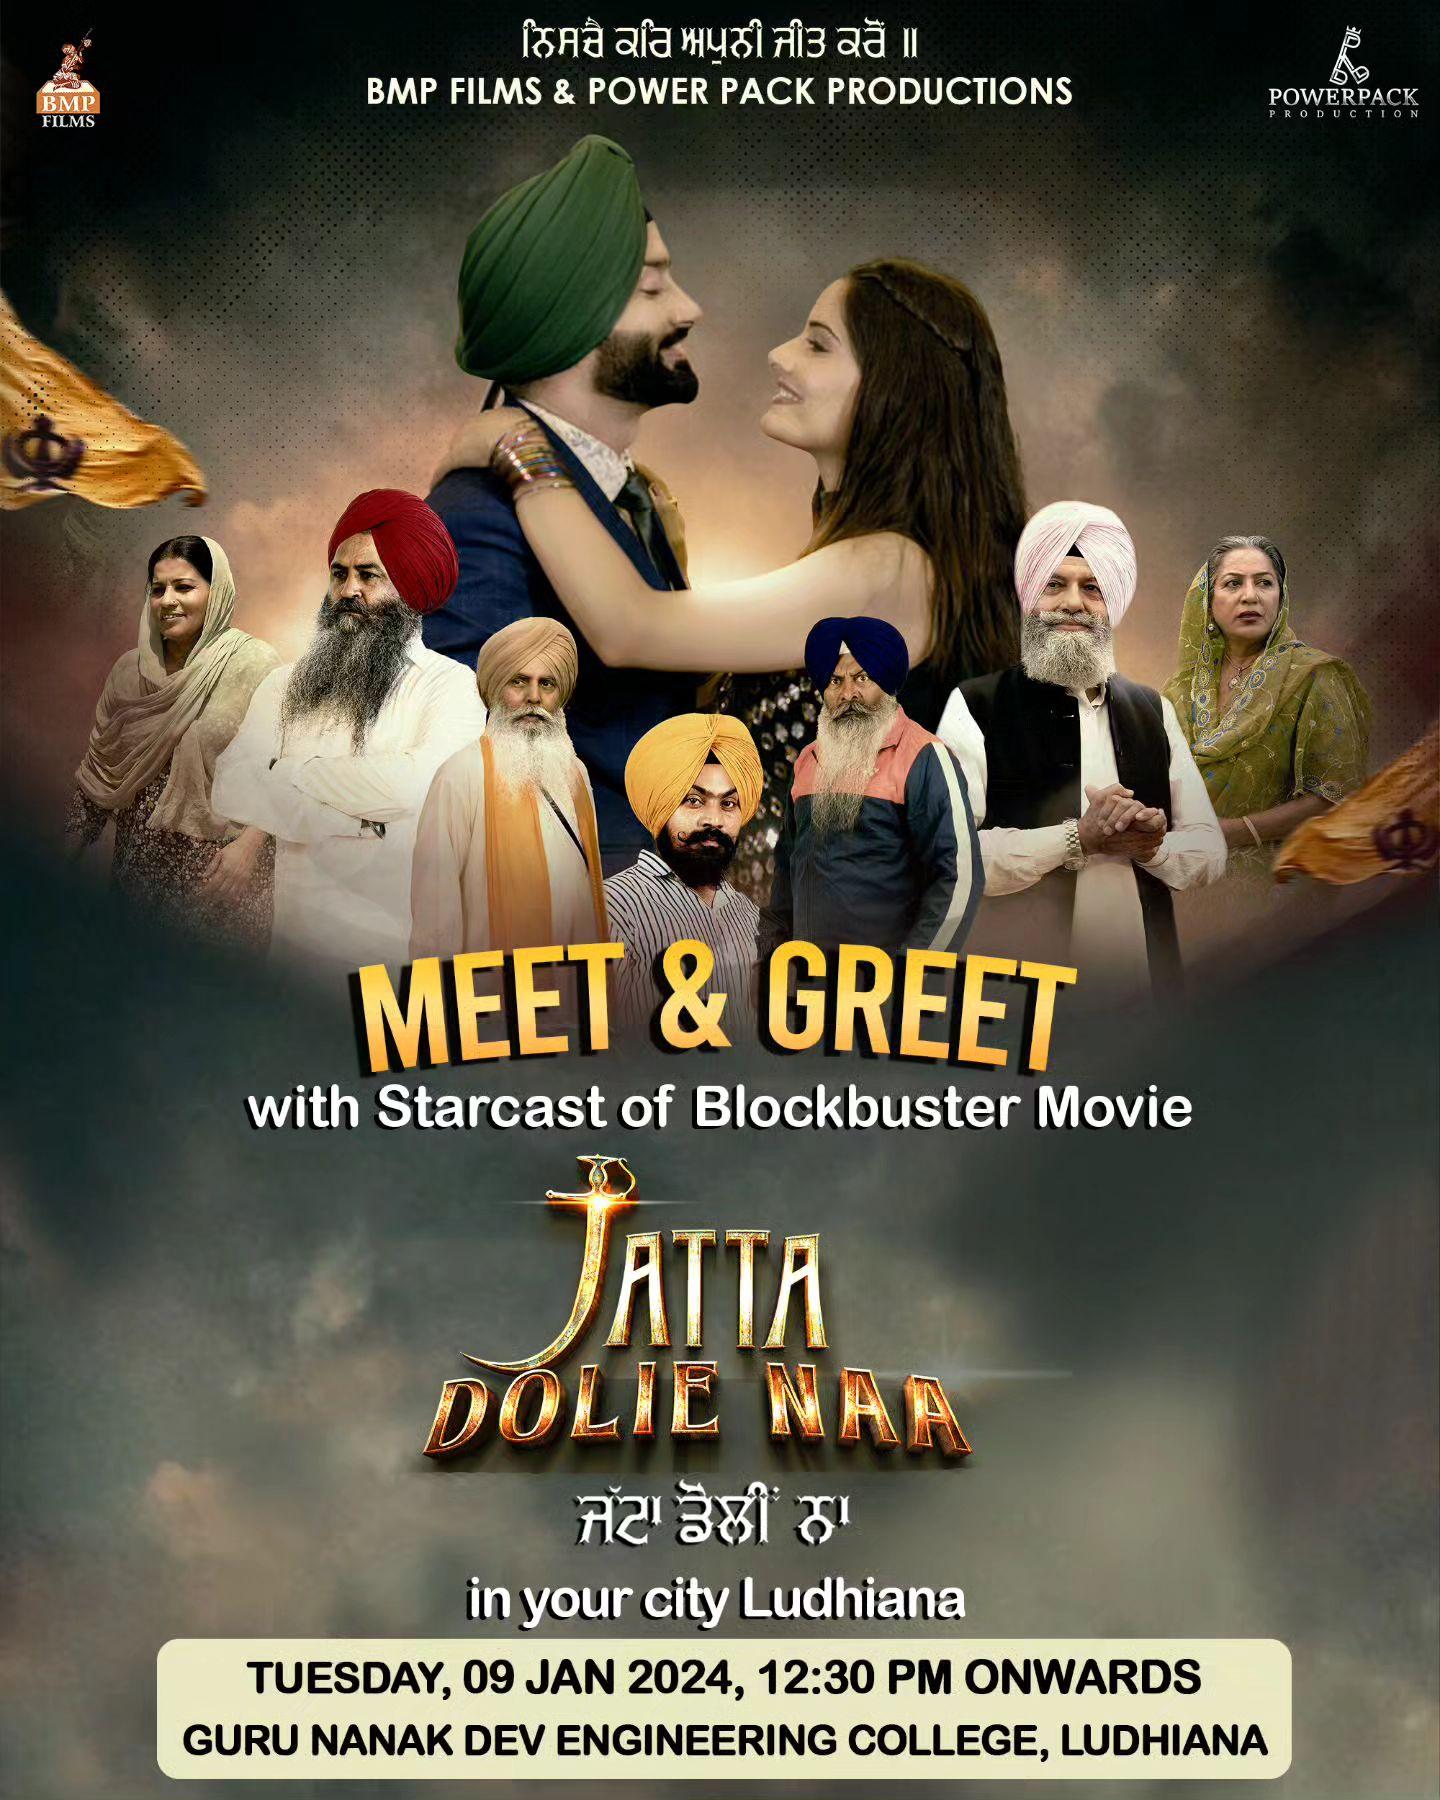 ਨਿਸਚੈ ਕਰਿ ਅਪੁਨੀ ਜੀਤ ਕਰੋਂ ॥
BMP FILMS & POWER PACK PRODUCTIONS
BMP
FILMS
POWERPACK
PRODUCTION
MEET & GREET
with Starcast of Blockbuster Movie
JATTA
DOLIE NAA
ਜੱਟਾ ਡੋਲੀਂ ਨਾ
in your city Ludhiana
TUESDAY, 09 JAN 2024, 12:30 PM ONWARDS
GURU NANAK DEV ENGINEERING COLLEGE, LUDHIANA